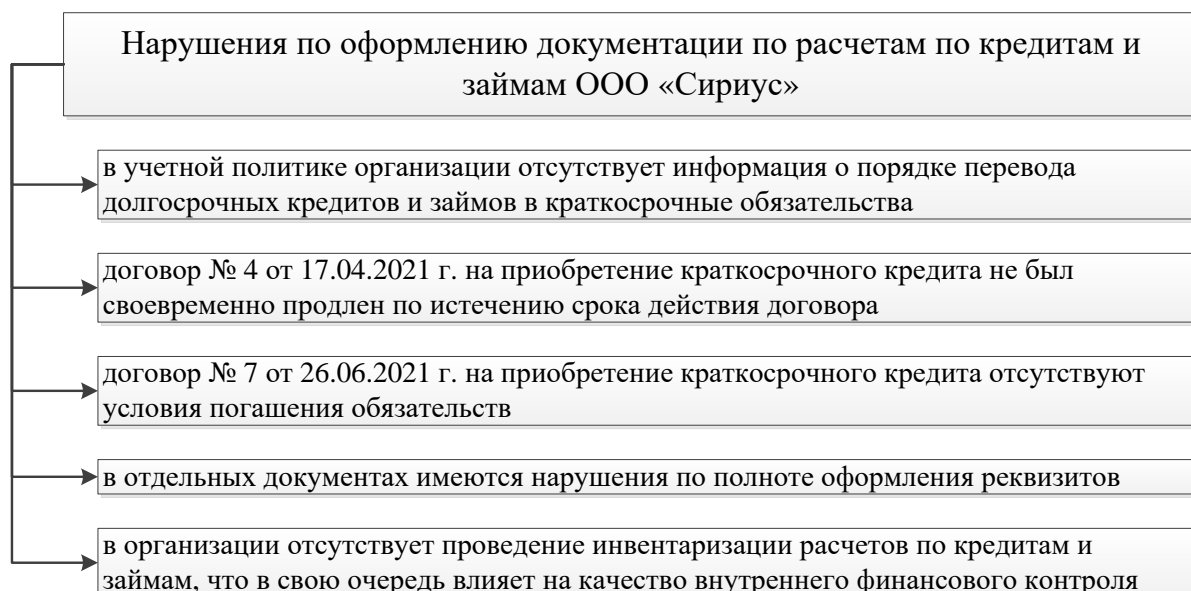 Нарушения по оформлению документации по расчетам по кредитам и
займам ООО «Сириус»
в учетной политике организации отсутствует информация о порядке перевода
долгосрочных кредитов и займов в краткосрочные обязательства
договор № 4 от 17.04.2021 г. на приобретение краткосрочного кредита не был
своевременно продлен по истечению срока действия договора
договор № 7 от 26.06.2021 г. на приобретение краткосрочного кредита отсутствуют
условия погашения обязательств
в отдельных документах имеются нарушения по полноте оформления реквизитов
в организации отсутствует проведение инвентаризации расчетов по кредитам и
займам, что в свою очередь влияет на качество внутреннего финансового контроля